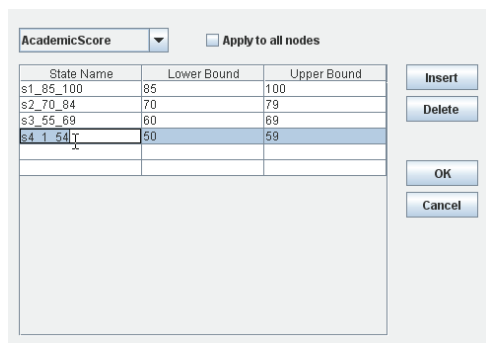 AcademicScore Apply to all nodes
State Name Lower Bound Upper Bound Insert
s1_85_100 85 100
s2_70_84 70 79 Delete
s3_55_69 60 69
s4_1_54 50 59
OK
Cancel